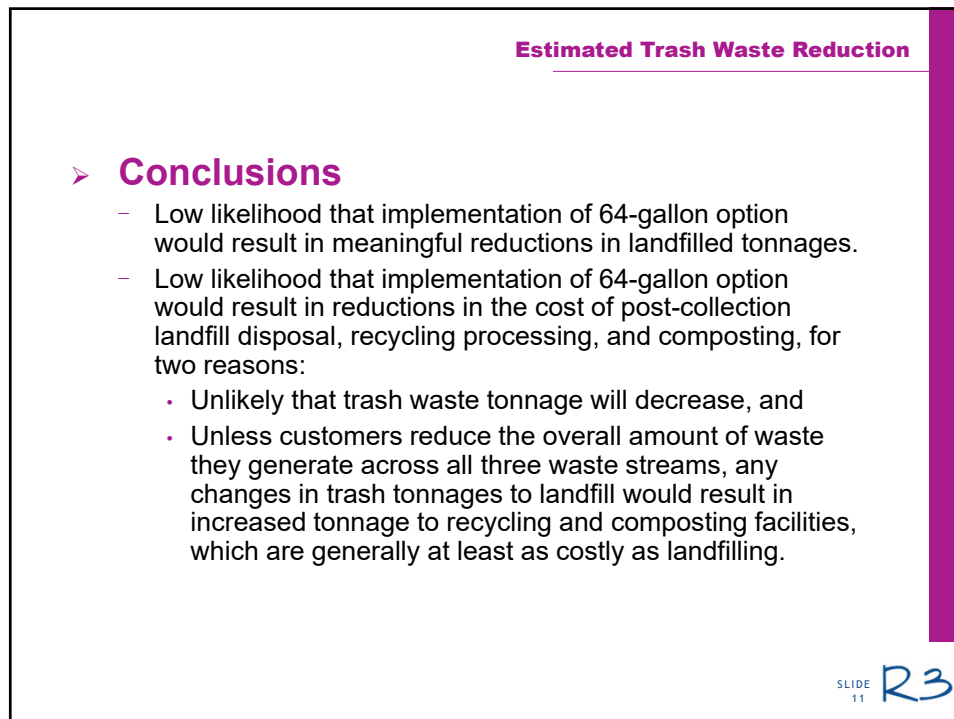 Estimated Trash Waste Reduction
➢ Conclusions
– Low likelihood that implementation of 64-gallon option
would result in meaningful reductions in landfilled tonnages.
– Low likelihood that implementation of 64-gallon option
would result in reductions in the cost of post-collection
landfill disposal, recycling processing, and composting, for
two reasons:
• Unlikely that trash waste tonnage will decrease, and
• Unless customers reduce the overall amount of waste
they generate across all three waste streams, any
changes in trash tonnages to landfill would result in
increased tonnage to recycling and composting facilities,
which are generally at least as costly as landfilling.
SLIDE
11
R3